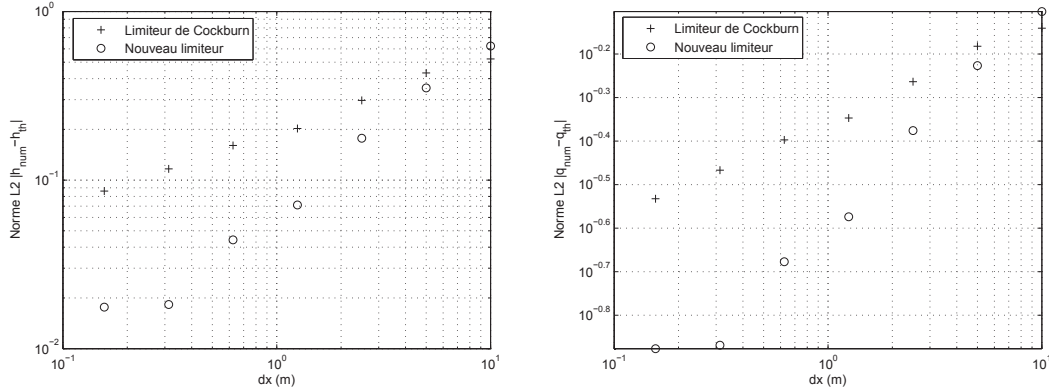 10^0
10^−1
10^−2
Norme L2 |h_num−h_th|
Limiteur de Cockburn
Nouveau limiteur
10^−1
10^0
10^1
dx (m)
10^−0.2
10^−0.3
10^−0.4
10^−0.5
10^−0.6
10^−0.7
10^−0.8
Norme L2 |q_num−q_th|
Limiteur de Cockburn
Nouveau limiteur
10^−1
10^0
10^1
dx (m)